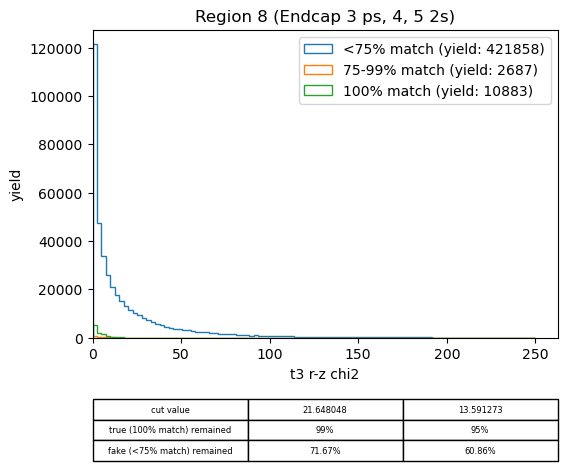 Region 8 (Endcap 3 ps, 4, 5 2s)
<75% match (yield: 421858)
75-99% match (yield: 2687)
100% match (yield: 10883)
120000
100000
80000
60000
40000
20000
0
yield
0 50 100 150 200 250
t3 r-z chi2
cut value 21.648048 13.591273
true (100% match) remained 99% 95%
fake (<75% match) remained 71.67% 60.86%